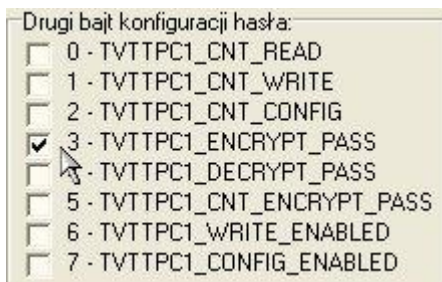 Drugi bajt konfiguracji hasła:
0 - TVTTPC1_CNT_READ
1 - TVTTPC1_CNT_WRITE
2 - TVTTPC1_CNT_CONFIG
3 - TVTTPC1_ENCRYPT_PASS
- TVTTPC1_DECRYPT_PASS
5 - TVTTPC1_CNT_ENCRYPT_PASS
6 - TVTTPC1_WRITE_ENABLED
7 - TVTTPC1_CONFIG_ENABLED